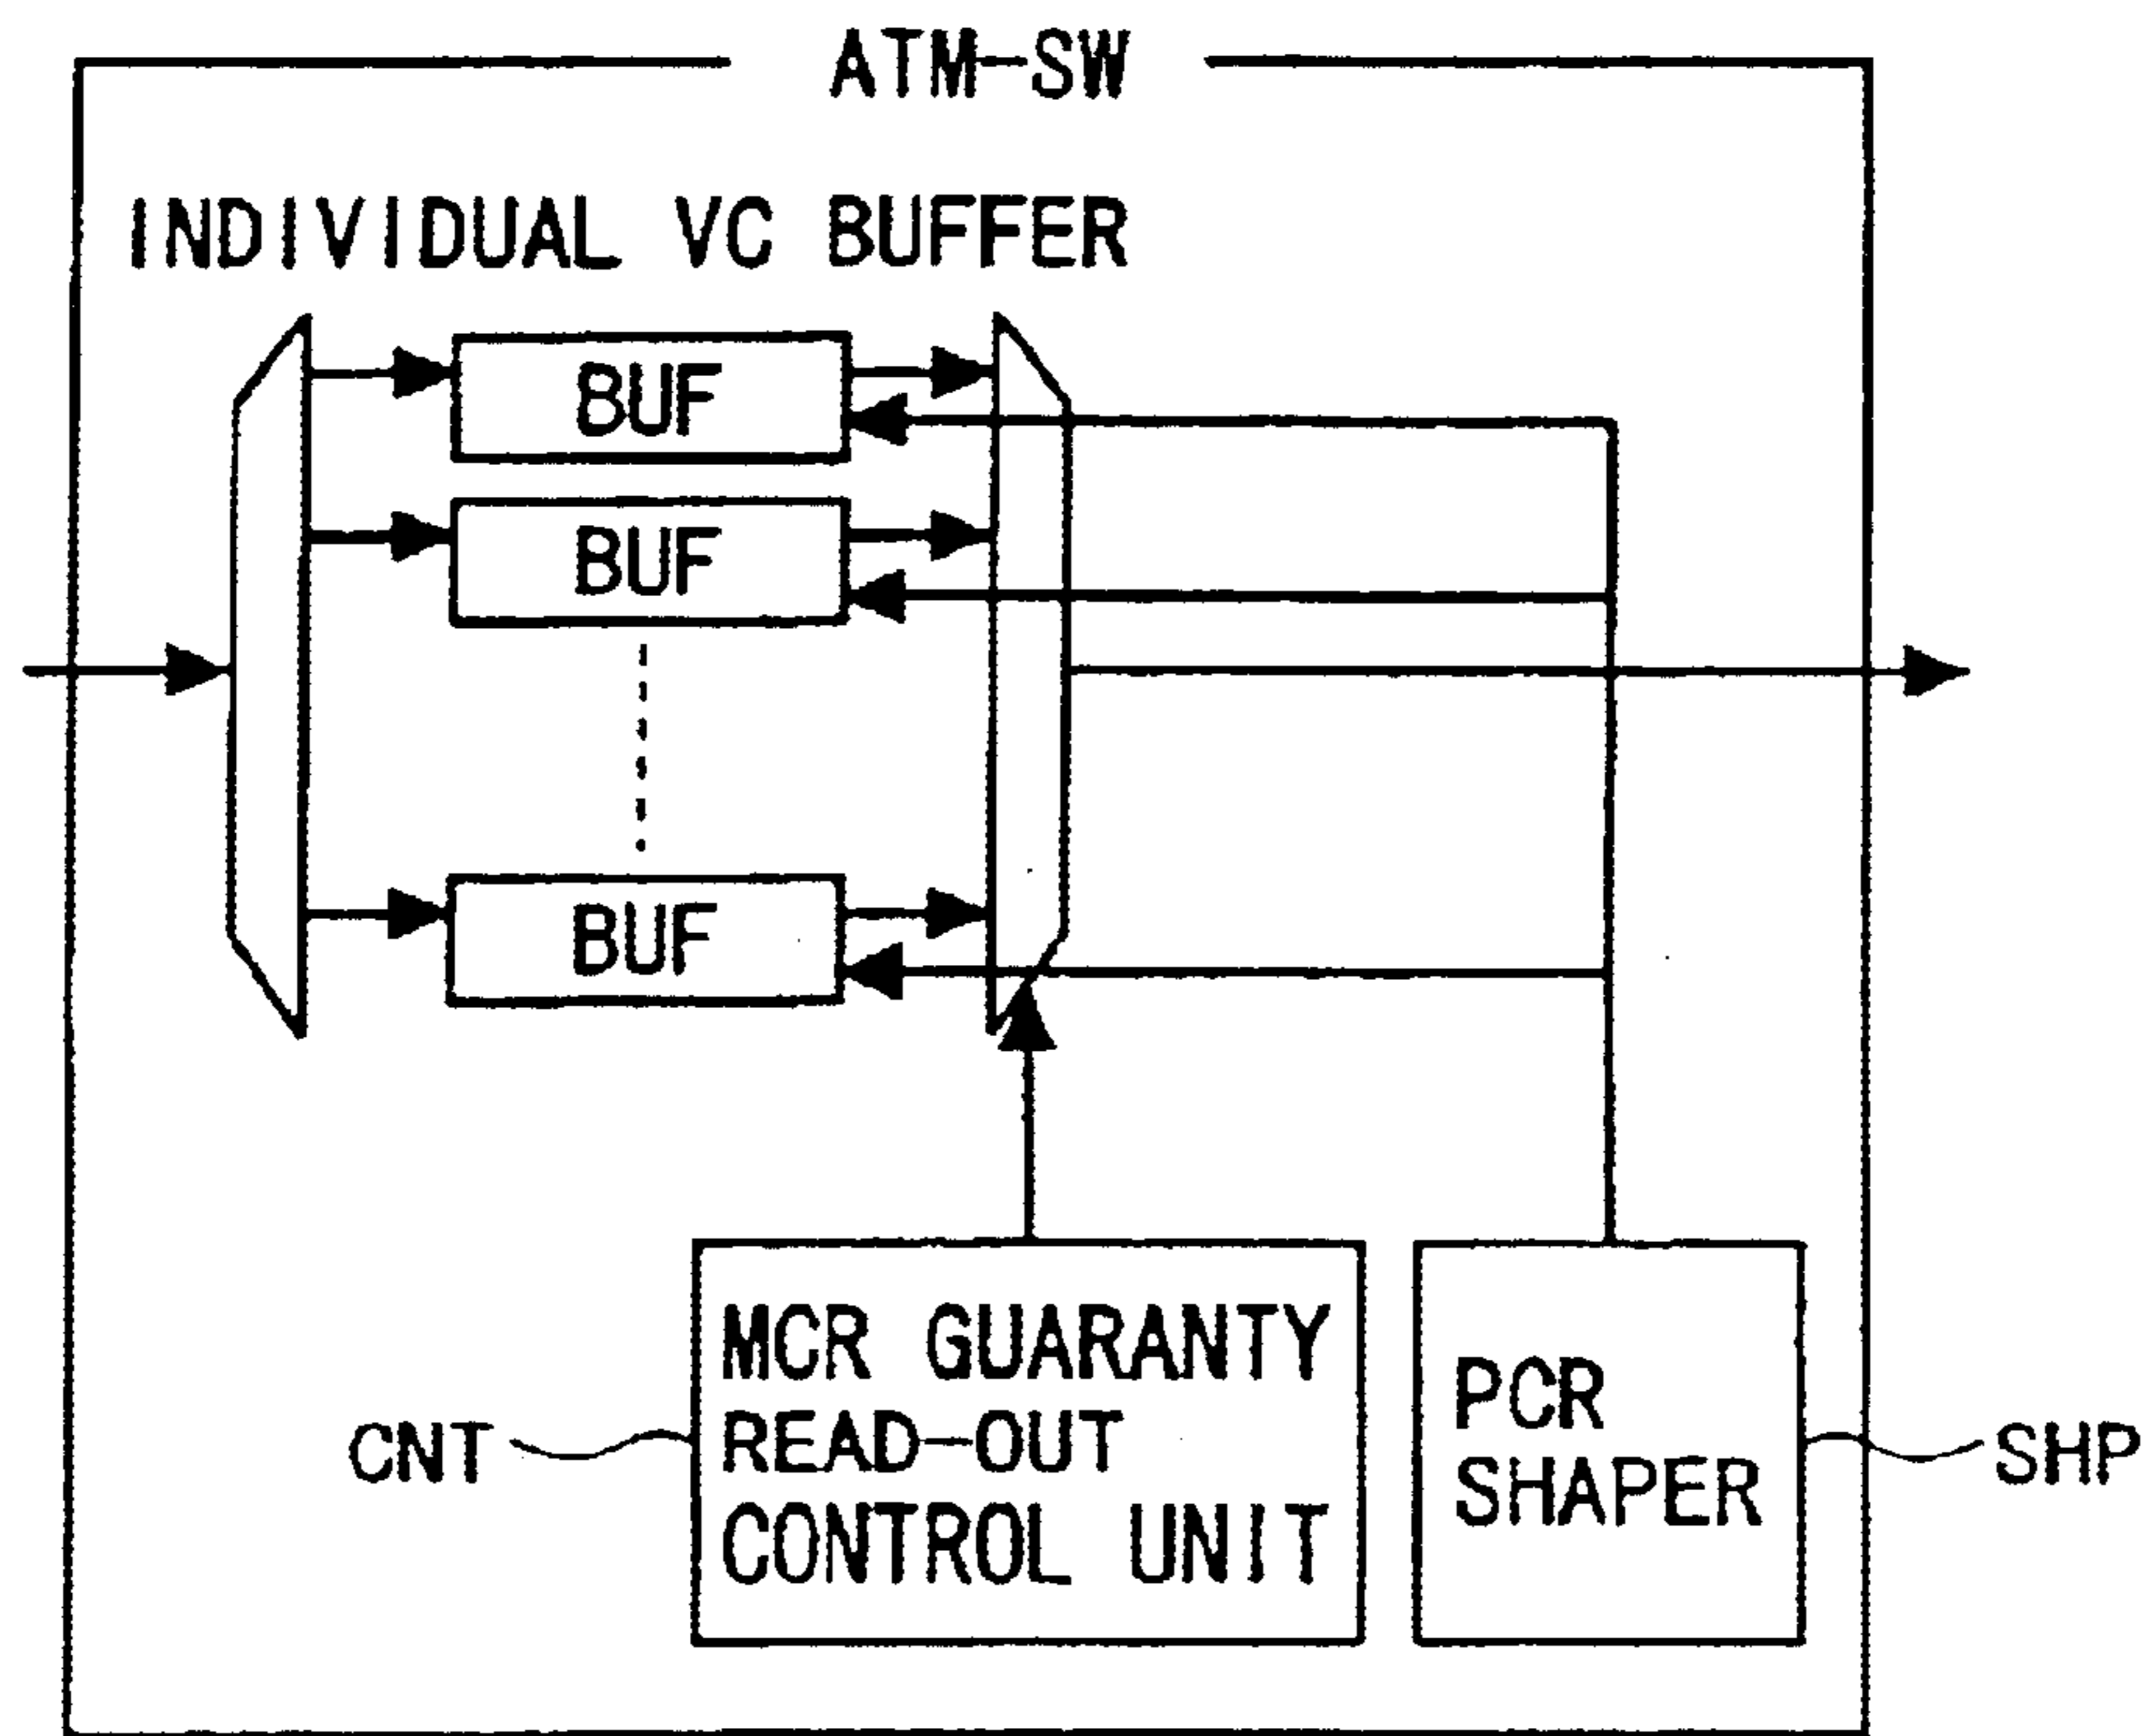 ATM-SW
INDIVIDUAL VC BUFFER
BUF
BUF
BUF
MCR GUARANTY
READ-OUT
CONTROL UNIT
PCR
SHAPER
CNT
SHP